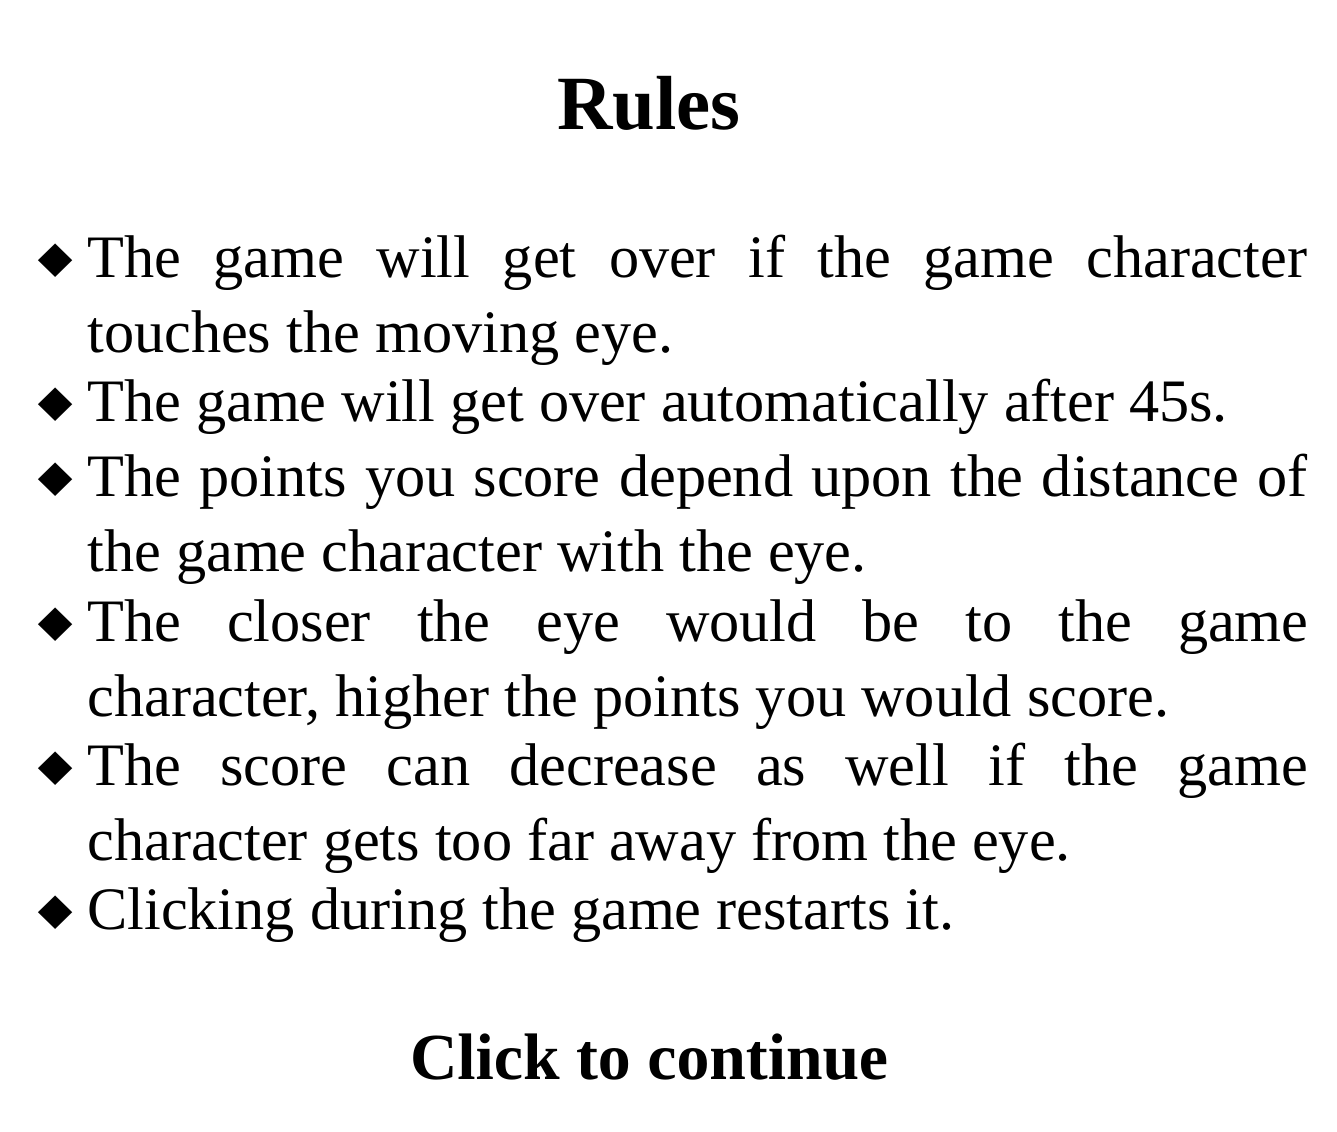 Rules
◆ The game will get over if the game character
touches the moving eye.
◆ The game will get over automatically after 45s.
◆ The points you score depend upon the distance of
the game character with the eye.
◆ The closer the eye would be to the game
character, higher the points you would score.
◆ The score can decrease as well if the game
character gets too far away from the eye.
◆ Clicking during the game restarts it.
Click to continue